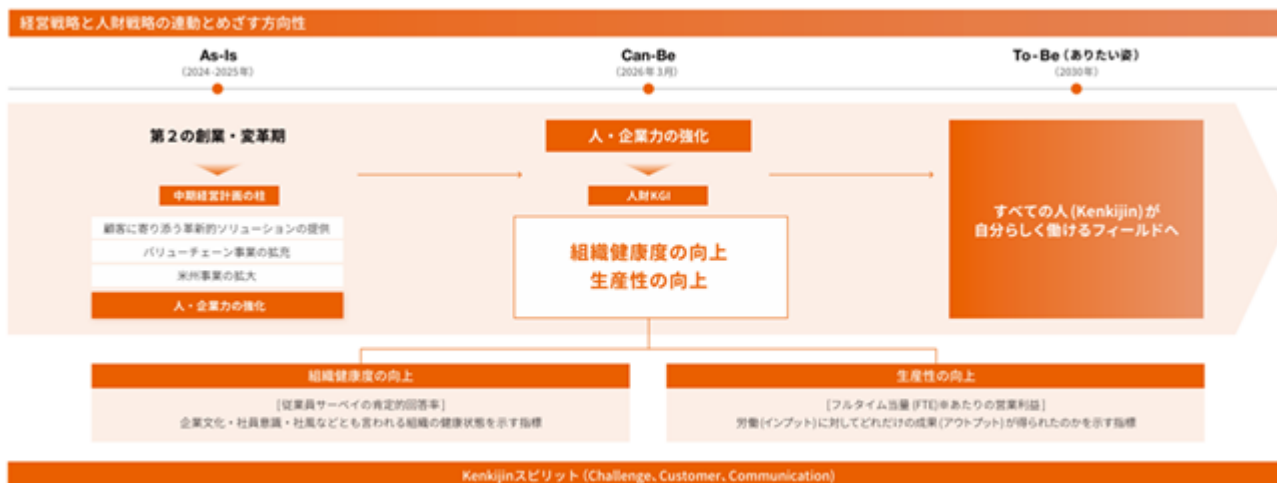 経営戦略と人財戦略の連動とめざす方向性
As-Is
(2024-2025年)
Can-Be
(2026年3月)
To-Be（ありたい姿）
(2030年)
第2の創業・変革期
中期経営計画の柱
顧客に寄り添う革新的ソリューションの提供
バリューチェーン事業の拡充
米州事業の拡大
人・企業力の強化
人・企業力の強化
人財KGI
組織健康度の向上
生産性の向上
すべての人(Kenkijin)が
自分らしく働けるフィールドへ
組織健康度の向上
[従業員サーベイの肯定的回答率]
企業文化・社員意識・社風などとも言われる組織の健康状態を示す指標
生産性の向上
[フルタイム当量(FTE)※あたりの営業利益]
労働(インプット)に対してどれだけの成果(アウトプット)が得られたのかを示す指標
Kenkijinスピリット（Challenge、Customer、Communication）